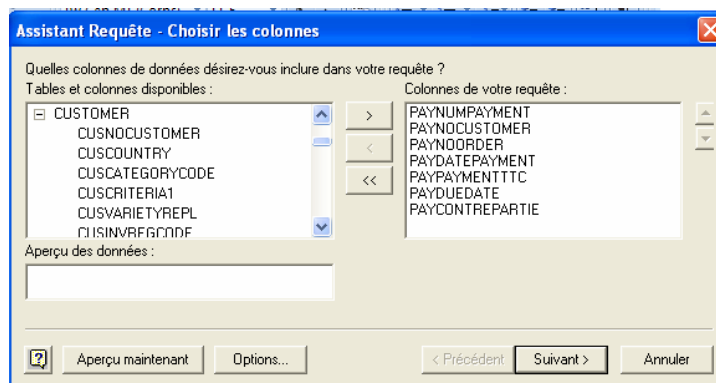 Assistant Requête - Choisir les colonnes
Quelles colonnes de données désirez-vous inclure dans votre requête ?
Tables et colonnes disponibles :
Colonnes de votre requête :
CUSTOMER
CUSNOCUSTOMER
CUSCOUNTRY
CUSCATEGORYCODE
CUSCRITERIA1
CUSVARIETYREPL
CUSINVREGCODE
>
<
<<
PAYNUMPAYMENT
PAYNOCUSTOMER
PAYNOORDER
PAYDATEPAYMENT
PAYPAYMENTTTC
PAYDUEDATE
PAYCONTREPARTIE
Aperçu des données :
? Aperçu maintenant Options... < Précédent Suivant > Annuler